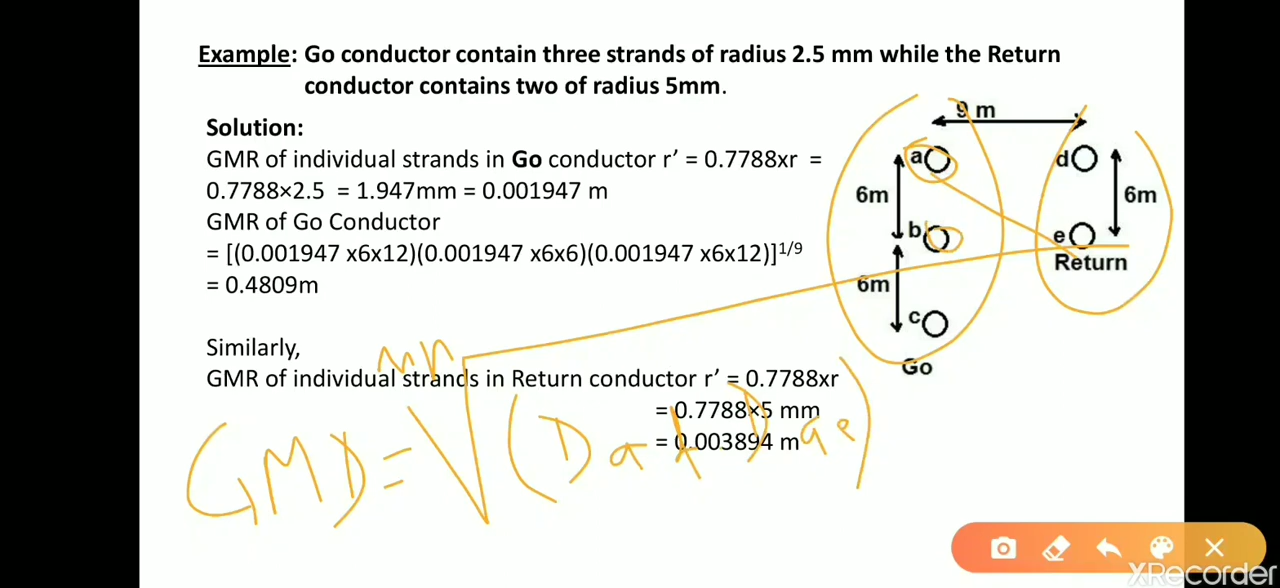 Example: Go conductor contain three strands of radius 2.5 mm while the Return
conductor contains two of radius 5mm.
Solution:
GMR of individual strands in Go conductor r’ = 0.7788xr =
0.7788×2.5 = 1.947mm = 0.001947 m
GMR of Go Conductor
= [(0.001947 x6x12)(0.001947 x6x6)(0.001947 x6x12)]1/9
= 0.4809m
Similarly,
GMR of individual strands in Return conductor r’ = 0.7788xr
= 0.7788×5 mm
= 0.003894 m
9 m
a
d
6m
6m
b
e
Return
6m
c
Go
mn
GMD = √(Dad Dae)
XRecorder